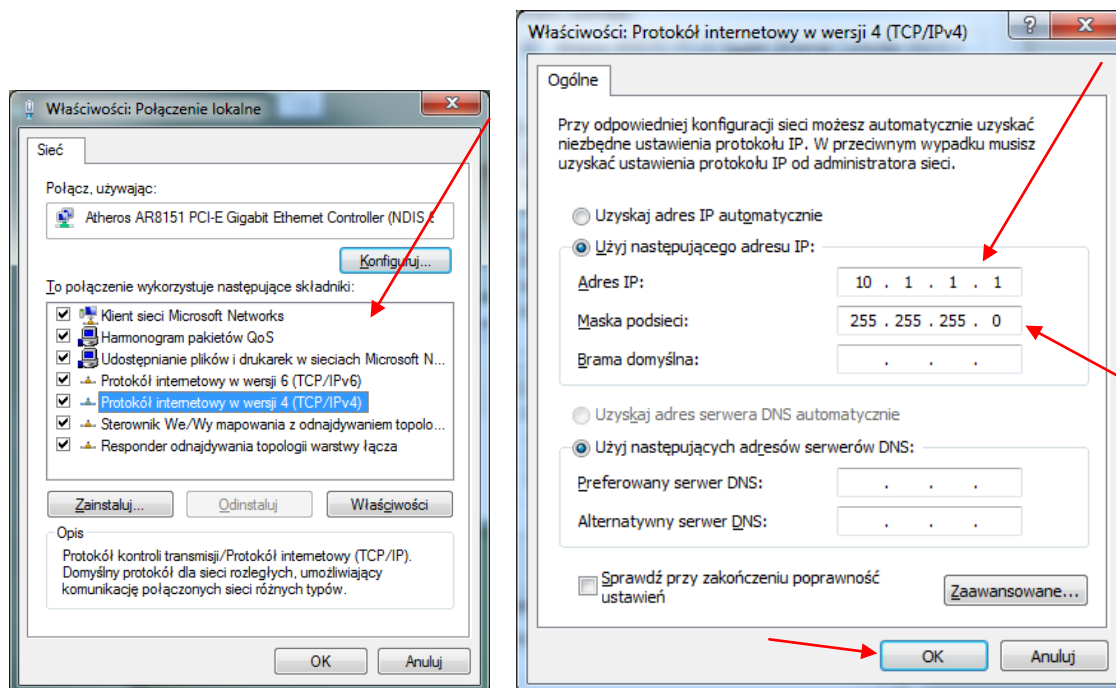 Właściwości: Połączenie lokalne
Sieć
Połącz, używając:
Atheros AR8151 PCI-E Gigabit Ethernet Controller (NDIS
Konfiguruj...
To połączenie wykorzystuje następujące składniki:
Klient sieci Microsoft Networks
Harmonogram pakietów QoS
Udostępnianie plików i drukarek w sieciach Microsoft N...
Protokół internetowy w wersji 6 (TCP/IPv6)
Protokół internetowy w wersji 4 (TCP/IPv4)
Sterownik We/Wy mapowania z odnajdywaniem topolo...
Responder odnajdywania topologii warstwy łącza
Zainstaluj...
Odinstaluj
Właściwości
Opis
Protokół kontroli transmisji/Protokół internetowy (TCP/IP).
Domyślny protokół dla sieci rozległych, umożliwiający
komunikację połączonych sieci różnych typów.
OK
Anuluj
Właściwości: Protokół internetowy w wersji 4 (TCP/IPv4)
Ogólne
Przy odpowiedniej konfiguracji sieci możesz automatycznie uzyskać
niezbędne ustawienia protokołu IP. W przeciwnym wypadku musisz
uzyskać ustawienia protokołu IP od administratora sieci.
Uzyskaj adres IP automatycznie
Użyj następującego adresu IP:
Adres IP: 10 . 1 . 1 . 1
Maska podsieci: 255 . 255 . 255 . 0
Brama domyślna: . . .
Uzyskaj adres serwera DNS automatycznie
Użyj następujących adresów serwerów DNS:
Preferowany serwer DNS: . . .
Alternatywny serwer DNS: . . .
Sprawdź przy zakończeniu poprawność
ustawień
Zaawansowane...
OK
Anuluj